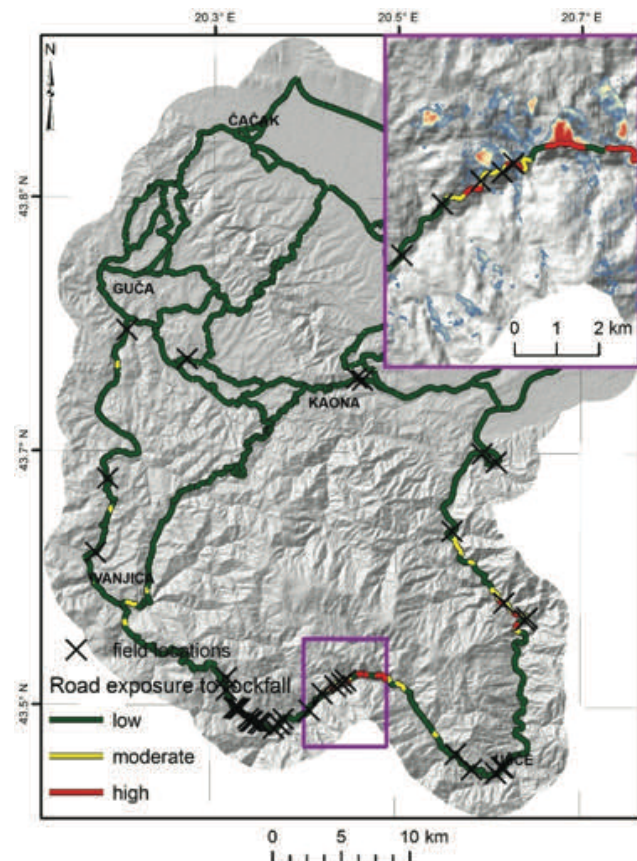 20.3°E 20.5°E 20.7°E
N
ČAČAK
43.8° N
GUČA
0 1 2 km
KAONA
43.7° N
IVANJICA
field locations
Road exposure to rockfall
43.5° N
low
moderate
high
0 5 10 km